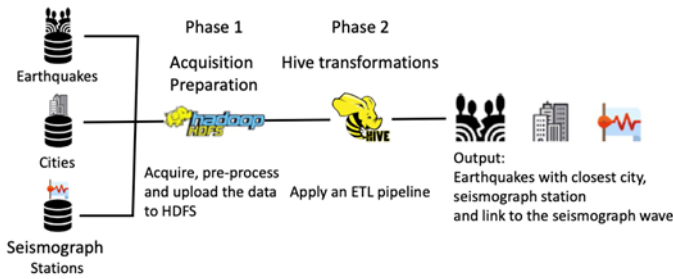 Earthquakes
Cities
Seismograph
Stations
Phase 1
Acquisition
Preparation
hadoop
HDFS
Acquire, pre-process
and upload the data
to HDFS
Phase 2
Hive transformations
HIVE
Apply an ETL pipeline
Output:
Earthquakes with closest city,
seismograph station
and link to the seismograph wave